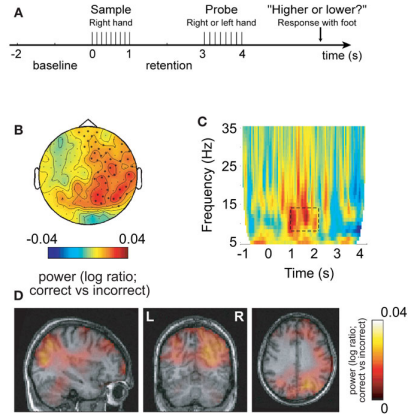 A
Sample
Right hand
Probe
Right or left hand
"Higher or lower?"
Response with foot
-2 -1 0 1 2 3 4
time (s)
baseline
retention
B
-0.04 0.04
power (log ratio;
correct vs incorrect)
C
Frequency (Hz)
35
25
15
5
-1 0 1 2 3 4
Time (s)
D
L
R
0.04
0
power (log ratio;
correct vs incorrect)